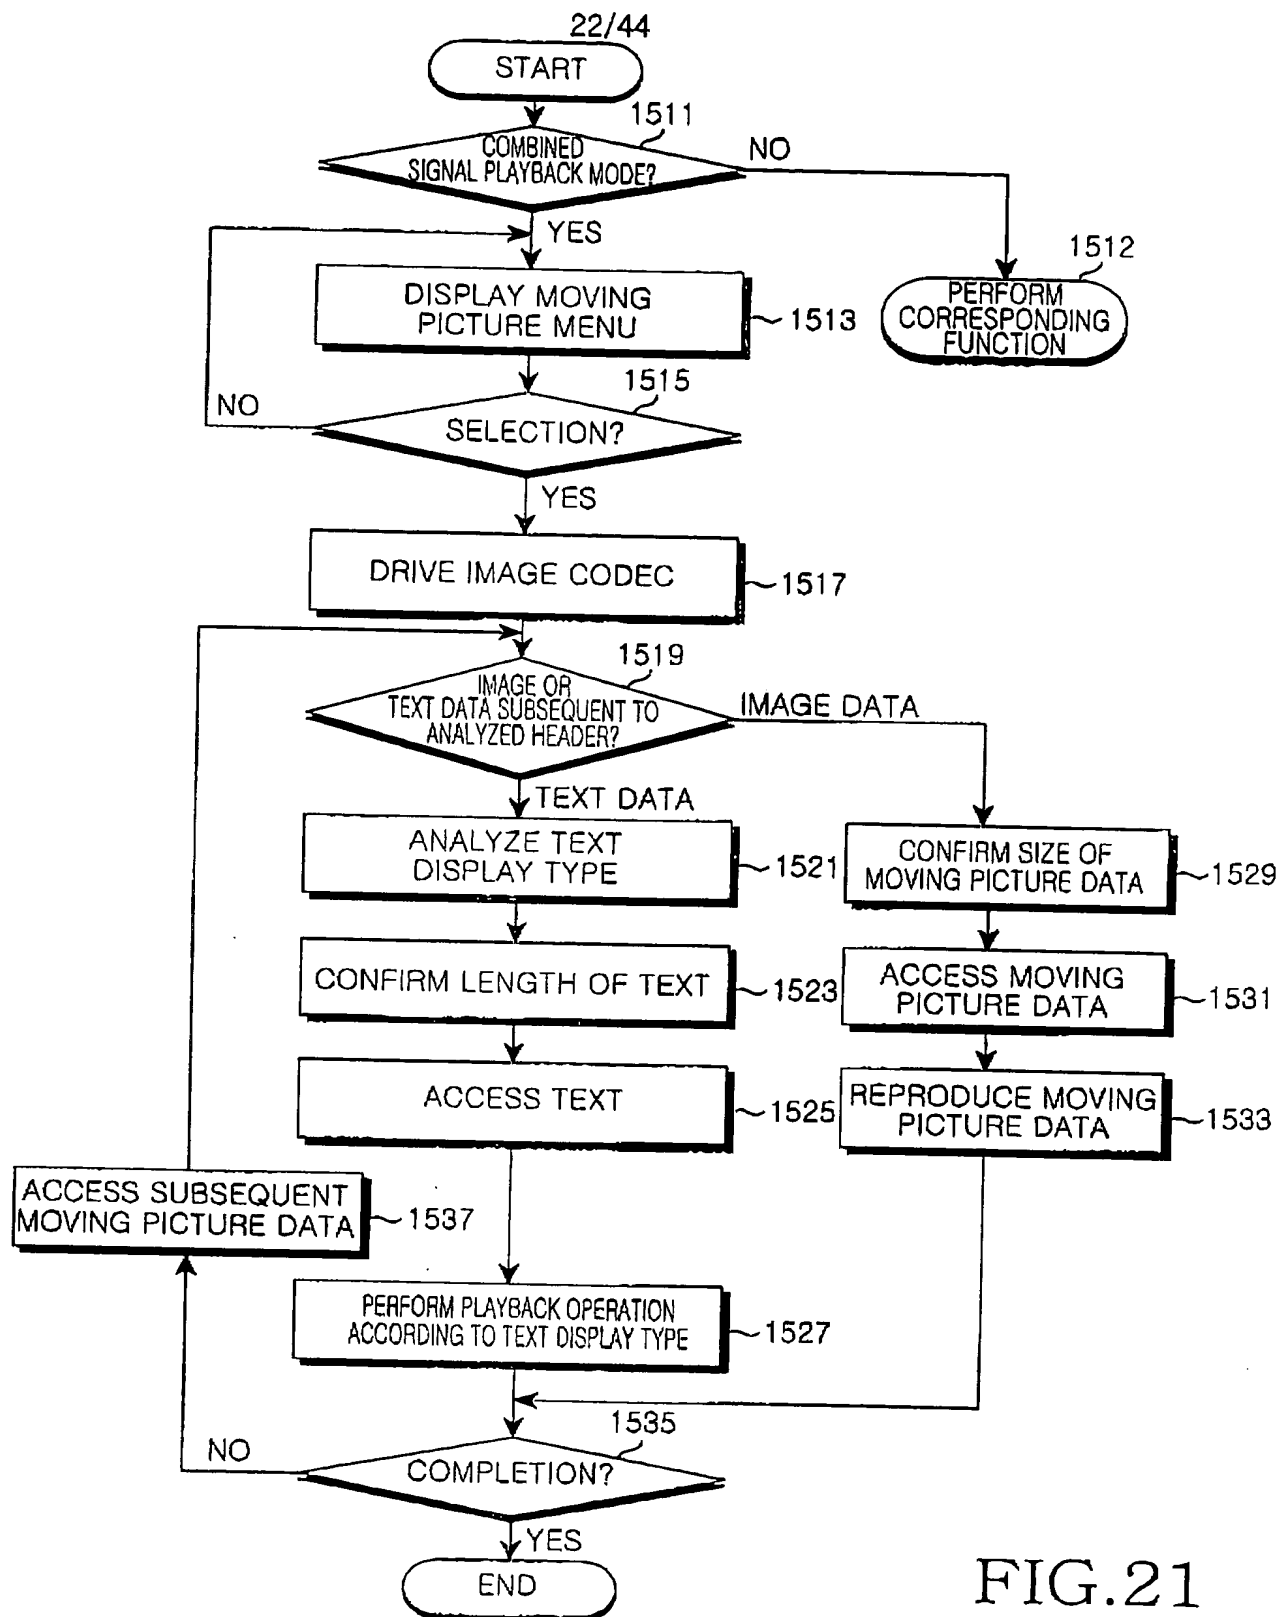 22/44
START
1511
COMBINED
SIGNAL PLAYBACK MODE?
NO
YES
1512
PERFORM
CORRESPONDING
FUNCTION
DISPLAY MOVING
PICTURE MENU
1513
1515
NO
SELECTION?
YES
DRIVE IMAGE CODEC
1517
1519
IMAGE OR
TEXT DATA SUBSEQUENT TO
ANALYZED HEADER?
IMAGE DATA
TEXT DATA
ANALYZE TEXT
DISPLAY TYPE
1521
CONFIRM SIZE OF
MOVING PICTURE DATA
1529
CONFIRM LENGTH OF TEXT
1523
ACCESS MOVING
PICTURE DATA
1531
ACCESS TEXT
1525
REPRODUCE MOVING
PICTURE DATA
1533
ACCESS SUBSEQUENT
MOVING PICTURE DATA
1537
PERFORM PLAYBACK OPERATION
ACCORDING TO TEXT DISPLAY TYPE
1527
1535
NO
COMPLETION?
YES
END
FIG.21